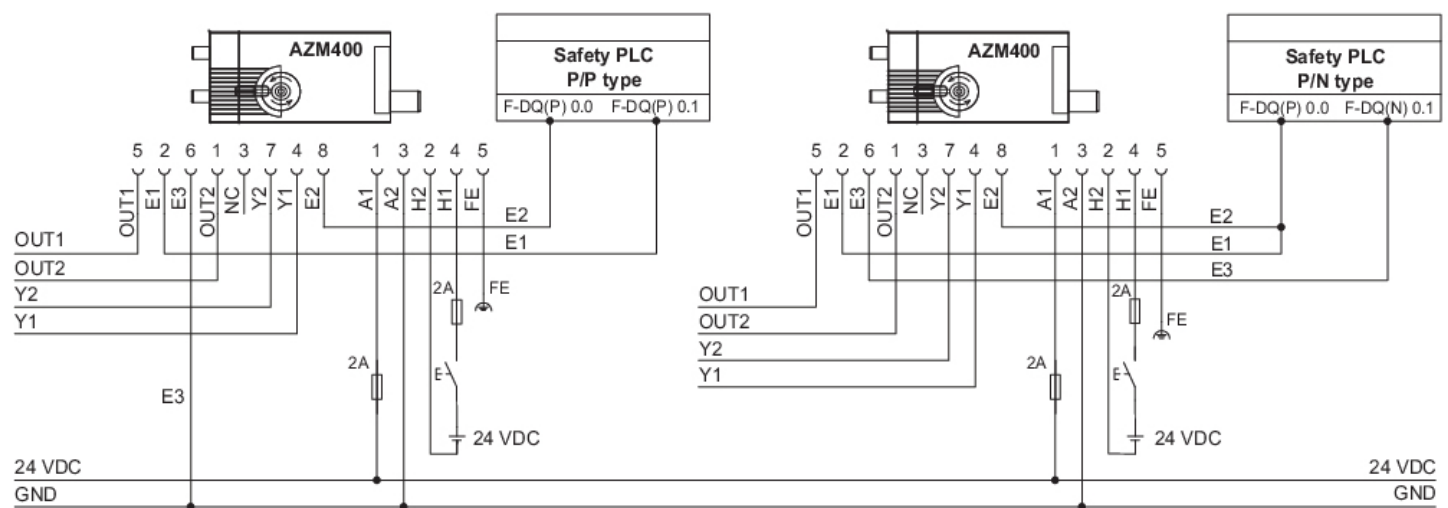 AZM400
Safety PLC
P/P type
F-DQ(P) 0.0 F-DQ(P) 0.1
5 2 6 1 3 7 4 8 1 3 2 4 5
OUT1 E1 E3 OUT2 NC Y2 Y1 E2 A1 A2 H2 H1 FE
E2
E1
OUT1
OUT2
Y2
Y1
2A
FE
2A
E3
24 VDC
AZM400
Safety PLC
P/N type
F-DQ(P) 0.0 F-DQ(N) 0.1
5 2 6 1 3 7 4 8 1 3 2 4 5
OUT1 E1 E3 OUT2 NC Y2 Y1 E2 A1 A2 H2 H1 FE
E2
E1
E3
OUT1
OUT2
Y2
Y1
2A
FE
2A
24 VDC
24 VDC 24 VDC
GND GND